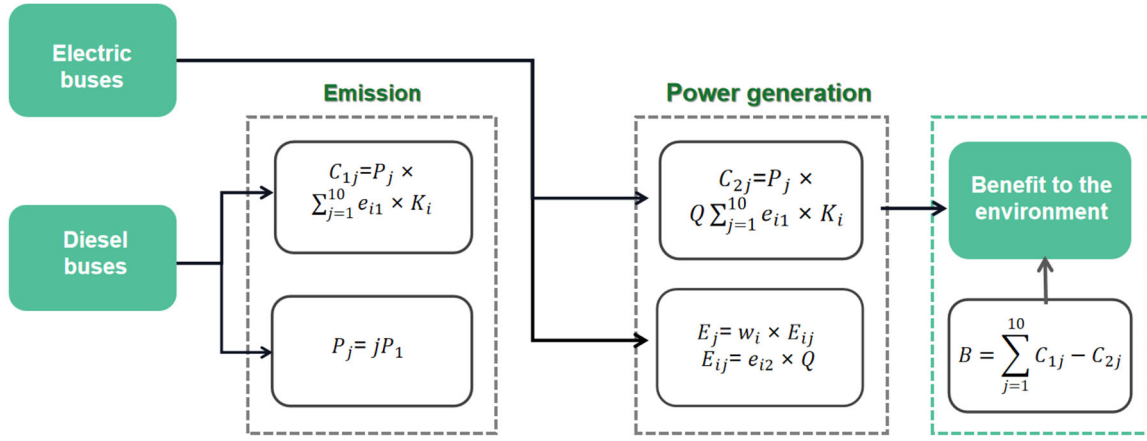 Electric
buses
Emission
Power generation
C₁ⱼ=Pⱼ ×
∑¹⁰ⱼ₌₁ eᵢ₁ × Kᵢ
C₂ⱼ=Pⱼ ×
Q ∑¹⁰ⱼ₌₁ eᵢ₁ × Kᵢ
Benefit to the
environment
Diesel
buses
Pⱼ= jP₁
Eⱼ= wᵢ × Eᵢⱼ
Eᵢⱼ= eᵢ₂ × Q
B = ∑¹⁰ⱼ₌₁ C₁ⱼ − C₂ⱼ